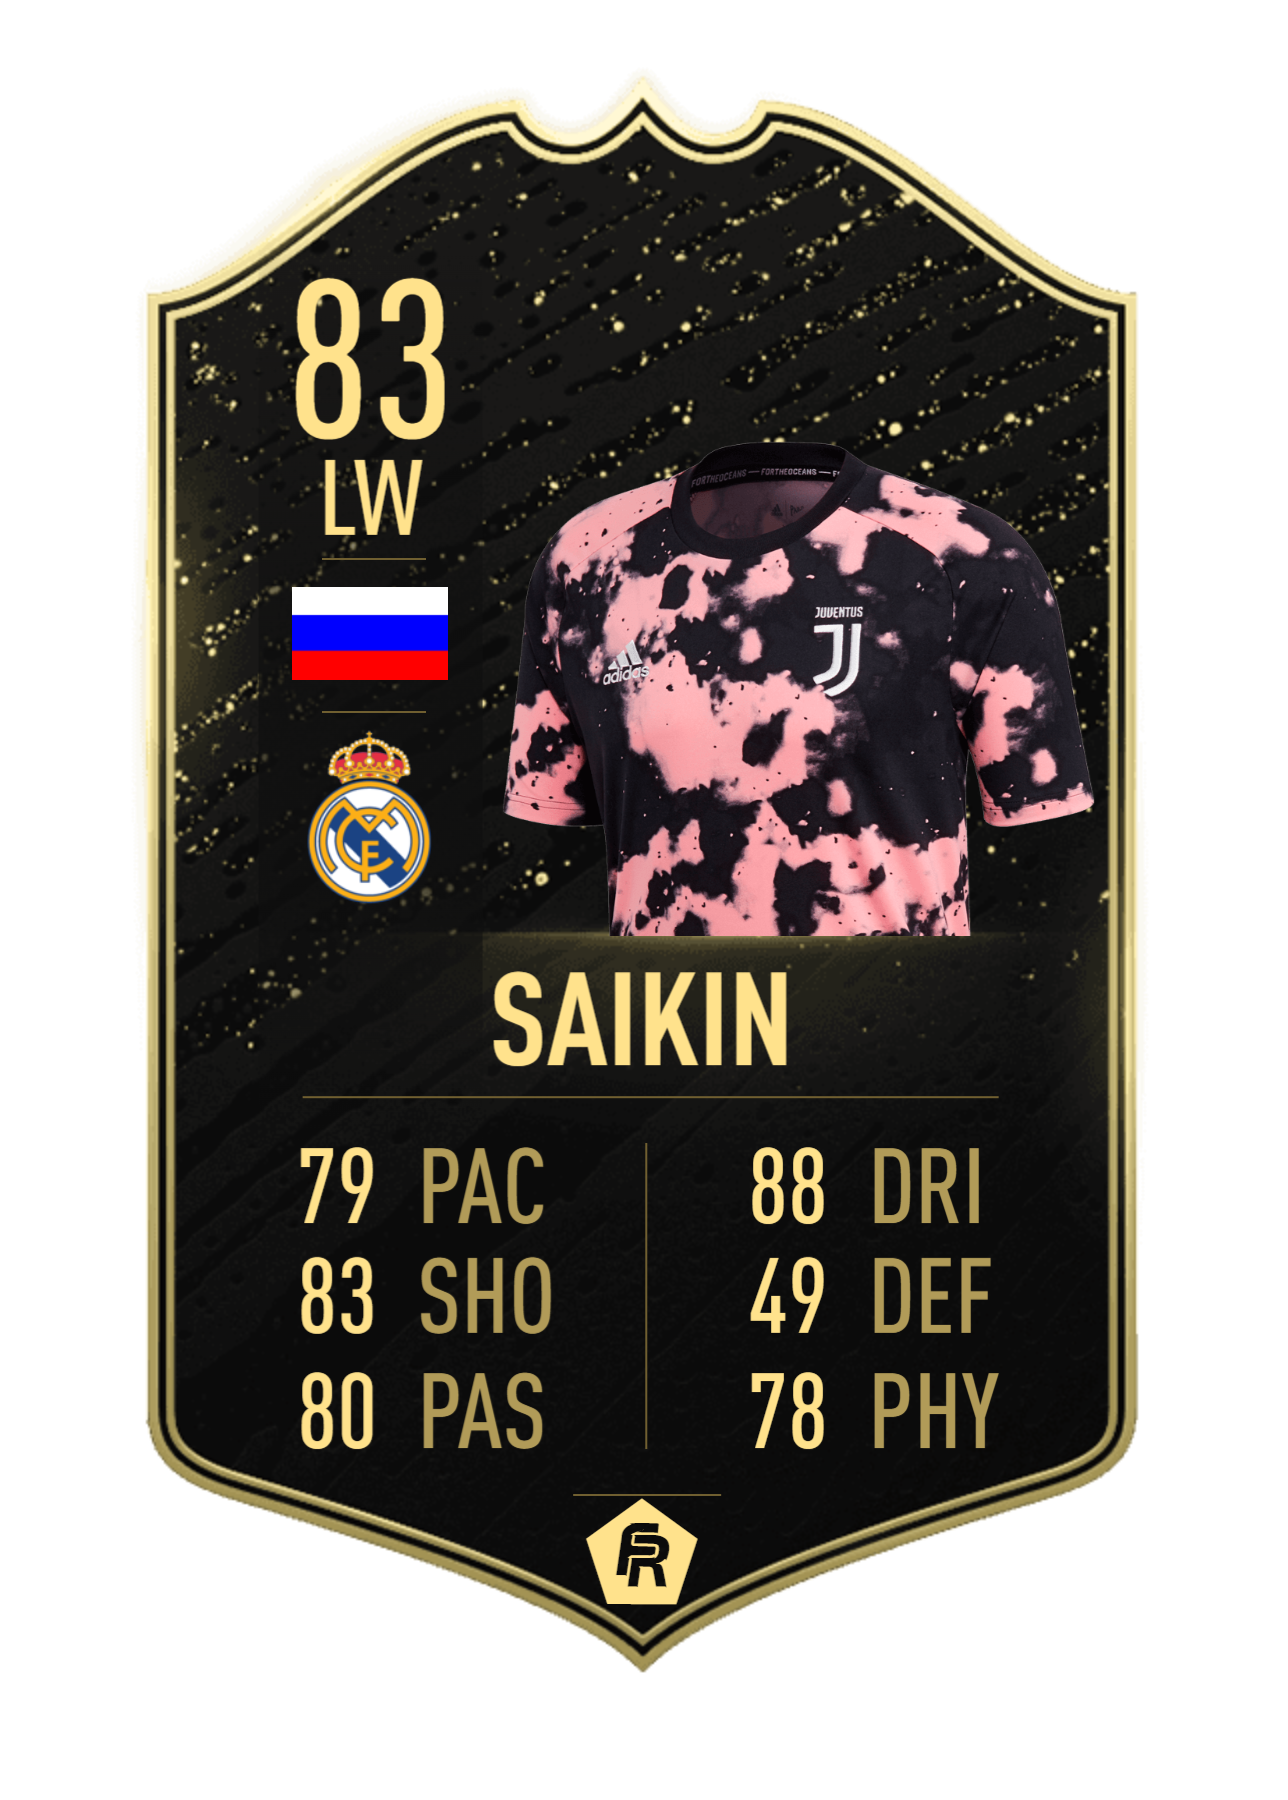 83
LW
FORTHEOCEANS — FORTHEOCEANS —
JUVENTUS
adidas
SAIKIN
79 PAC
88 DRI
83 SHO
49 DEF
80 PAS
78 PHY